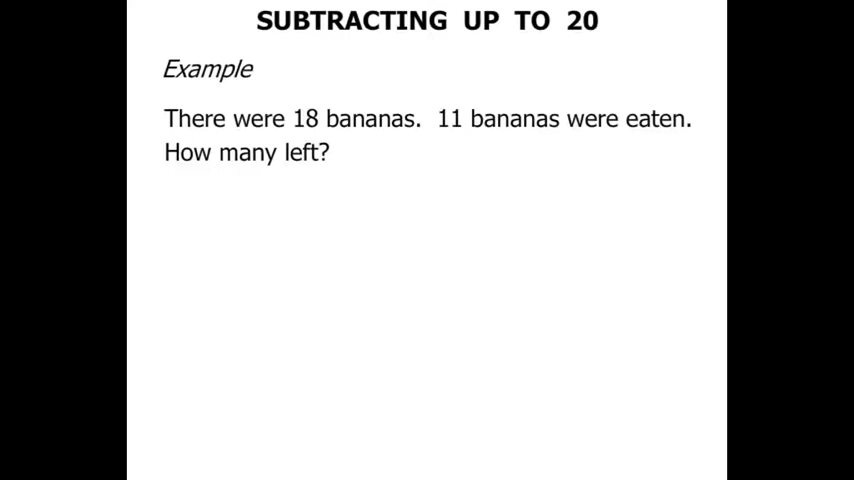 SUBTRACTING UP TO 20
Example
There were 18 bananas. 11 bananas were eaten.
How many left?